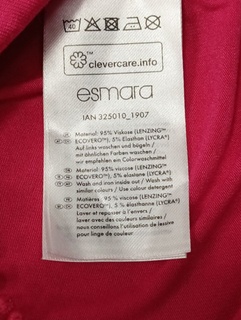 40
™
clevercare.info
esmara
IAN 325010_1907
Material: 95% Viskose (LENZING™
ECOVERO™), 5% Elasthan (LYCRA®)
Auf links waschen und bügeln /
mit ähnlichen Farben waschen /
wir empfehlen ein Colorwaschmittel
Material: 95% viscose (LENZING™
ECOVERO™), 5% elastane (LYCRA®)
Wash and iron inside out / Wash with
similar colours / Use colour detergent
Matières: 95 % viscose (LENZING™
ECOVERO™), 5 % élasthanne (LYCRA®)
Laver et repasser à l'envers /
laver avec des couleurs similaires /
nous conseillons l'utilisation de lessive
pour linge de couleur